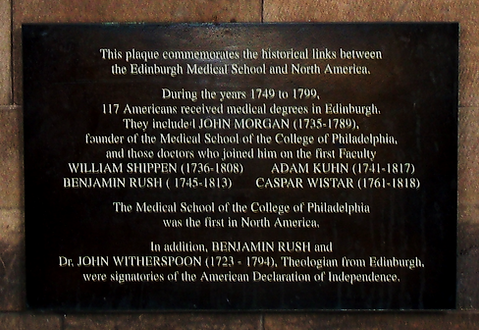 This plaque commemorates the historical links between
the Edinburgh Medical School and North America.
During the years 1749 to 1799,
117 Americans received medical degrees in Edinburgh.
They included JOHN MORGAN (1735-1789),
founder of the Medical School of the College of Philadelphia,
and those doctors who joined him on the first Faculty
WILLIAM SHIPPEN (1736-1808) ADAM KUHN (1741-1817)
BENJAMIN RUSH ( 1745-1813) CASPAR WISTAR (1761-1818)
The Medical School of the College of Philadelphia
was the first in North America.
In addition, BENJAMIN RUSH and
Dr. JOHN WITHERSPOON (1723 - 1794), Theologian from Edinburgh,
were signatories of the American Declaration of Independence.